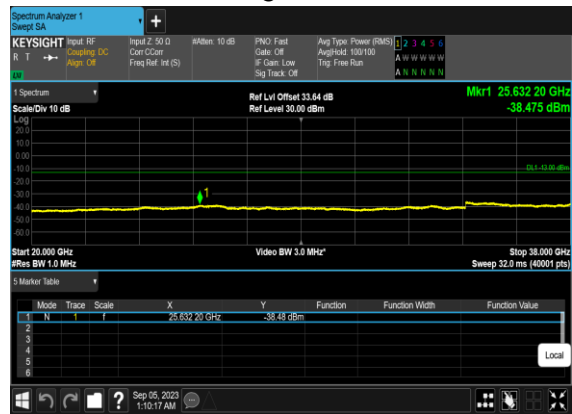 Spectrum Analyzer 1
Swept SA
KEYSIGHT Input: RF Input Z: 50 Ω #Atten: 10 dB PNO: Fast Avg Type: Power (RMS) 1 2 3 4 5 6
R T Coupling: DC Corr CCorr Gate: Off Avg|Hold: 100/100 A W W W W W
Align: Off Freq Ref: Int (S) IF Gain: Low Trig: Free Run
Sig Track: Off A N N N N N
1 Spectrum Ref Lvl Offset 33.64 dB Mkr1 25.632 20 GHz
Scale/Div 10 dB Ref Level 30.00 dBm -38.475 dBm
Log
20.0
10.0
0.00
-10.0
DL1 -13.00 dBm
-20.0
-30.0
1
-40.0
-50.0
-60.0
Start 20.000 GHz Video BW 3.0 MHz* Stop 38.000 GHz
#Res BW 1.0 MHz Sweep 32.0 ms (40001 pts)
5 Marker Table
Mode Trace Scale X Y Function Function Width Function Value
1 N 1 f 25.632 20 GHz -38.48 dBm
2
3
4
5
6
Local
? Sep 05, 2023
1:10:17 AM